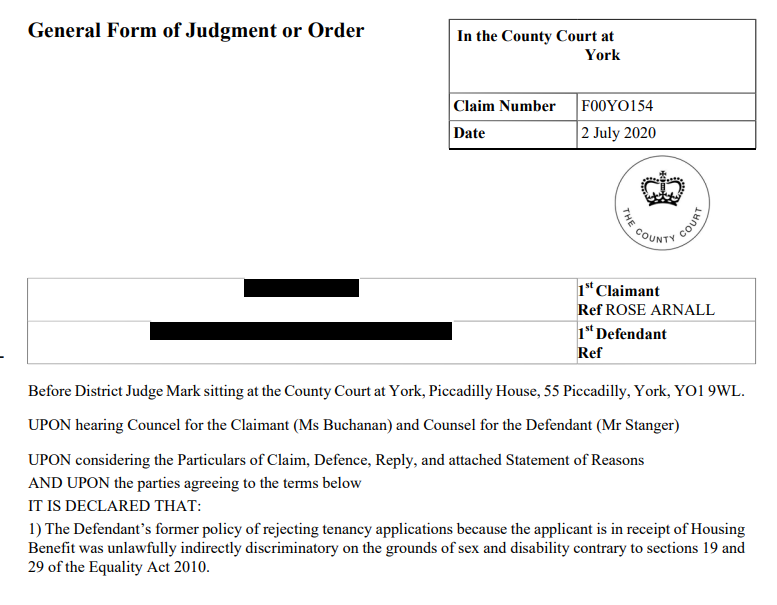 General Form of Judgment or Order
In the County Court at
York
Claim Number F00YO154
Date 2 July 2020
THE COUNTY COURT
1st Claimant
Ref ROSE ARNALL
1st Defendant
Ref
Before District Judge Mark sitting at the County Court at York, Piccadilly House, 55 Piccadilly, York, YO1 9WL.
UPON hearing Councel for the Claimant (Ms Buchanan) and Counsel for the Defendant (Mr Stanger)
UPON considering the Particulars of Claim, Defence, Reply, and attached Statement of Reasons
AND UPON the parties agreeing to the terms below
IT IS DECLARED THAT:
1) The Defendant’s former policy of rejecting tenancy applications because the applicant is in receipt of Housing
Benefit was unlawfully indirectly discriminatory on the grounds of sex and disability contrary to sections 19 and
29 of the Equality Act 2010.